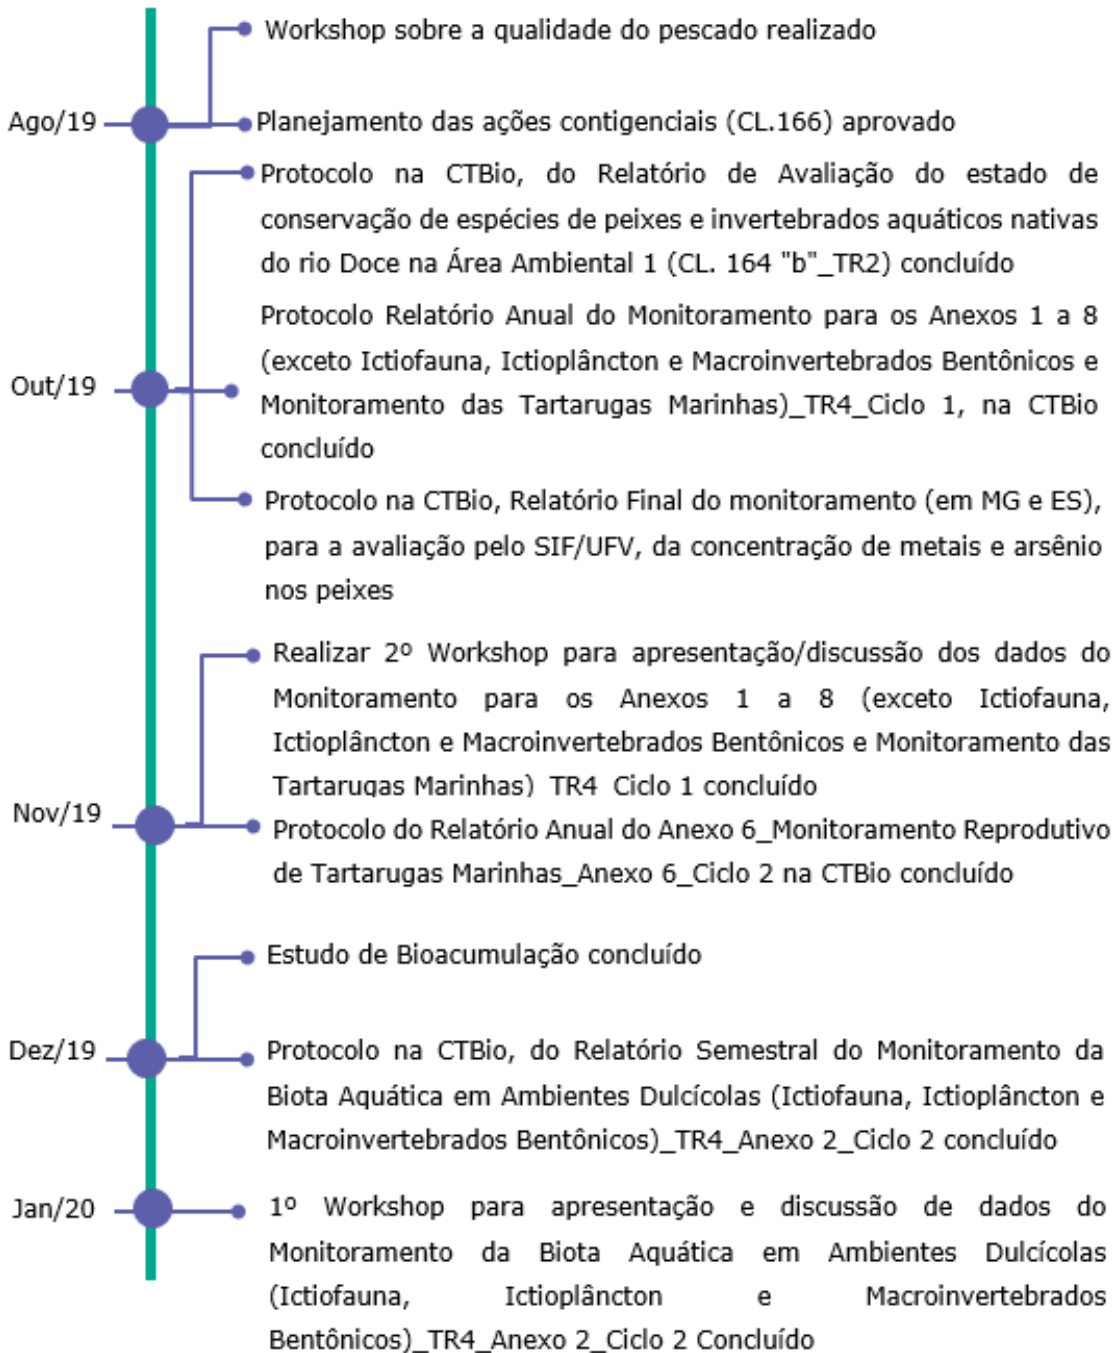 Workshop sobre a qualidade do pescado realizado
Ago/19
Planejamento das ações contigenciais (CL.166) aprovado
Protocolo na CTBio, do Relatório de Avaliação do estado de
conservação de espécies de peixes e invertebrados aquáticos nativas
do rio Doce na Área Ambiental 1 (CL. 164 "b"_TR2) concluído
Protocolo Relatório Anual do Monitoramento para os Anexos 1 a 8
(exceto Ictiofauna, Ictioplâncton e Macroinvertebrados Bentônicos e
Out/19
Monitoramento das Tartarugas Marinhas)_TR4_Ciclo 1, na CTBio
concluído
Protocolo na CTBio, Relatório Final do monitoramento (em MG e ES),
para a avaliação pelo SIF/UFV, da concentração de metais e arsênio
nos peixes
Realizar 2º Workshop para apresentação/discussão dos dados do
Monitoramento para os Anexos 1 a 8 (exceto Ictiofauna,
Ictioplâncton e Macroinvertebrados Bentônicos e Monitoramento das
Tartarugas Marinhas) TR4 Ciclo 1 concluído
Nov/19
Protocolo do Relatório Anual do Anexo 6_Monitoramento Reprodutivo
de Tartarugas Marinhas_Anexo 6_Ciclo 2 na CTBio concluído
Estudo de Bioacumulação concluído
Dez/19
Protocolo na CTBio, do Relatório Semestral do Monitoramento da
Biota Aquática em Ambientes Dulcícolas (Ictiofauna, Ictioplâncton e
Macroinvertebrados Bentônicos)_TR4_Anexo 2_Ciclo 2 concluído
Jan/20
1º Workshop para apresentação e discussão de dados do
Monitoramento da Biota Aquática em Ambientes Dulcícolas
(Ictiofauna, Ictioplâncton e Macroinvertebrados
Bentônicos)_TR4_Anexo 2_Ciclo 2 Concluído